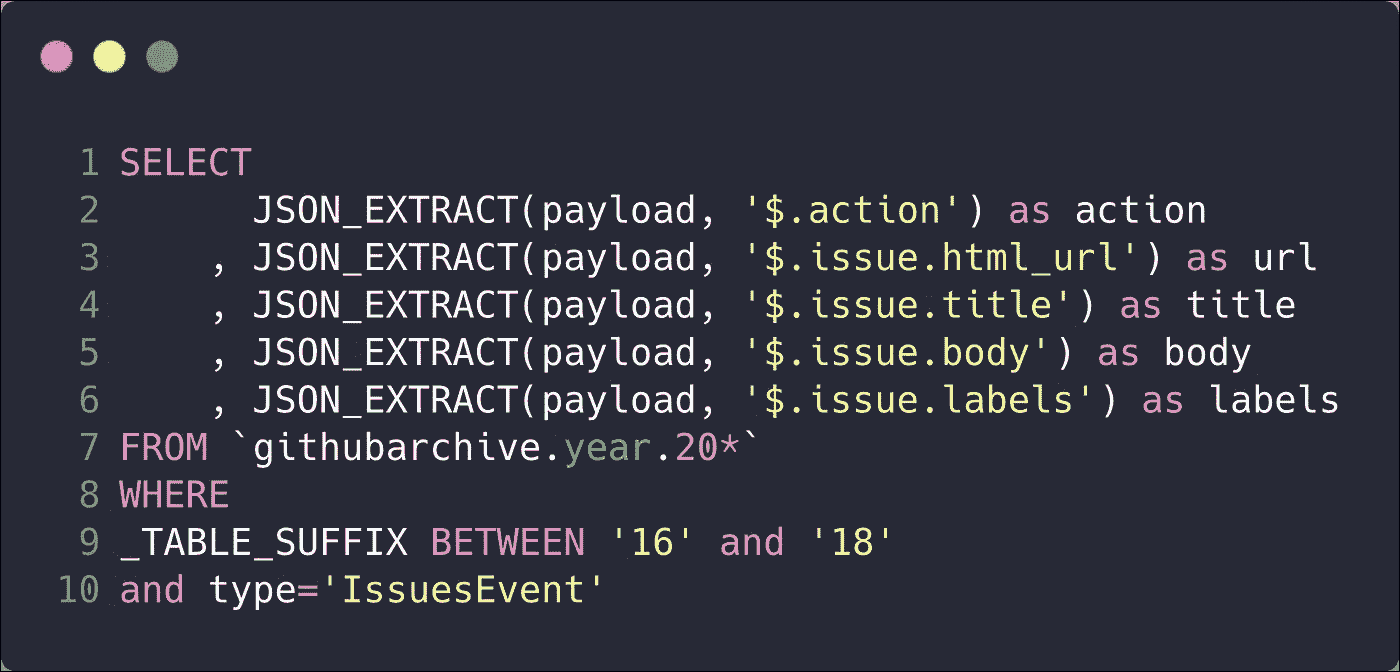 1 SELECT
2       JSON_EXTRACT(payload, '$.action') as action
3     , JSON_EXTRACT(payload, '$.issue.html_url') as url
4     , JSON_EXTRACT(payload, '$.issue.title') as title
5     , JSON_EXTRACT(payload, '$.issue.body') as body
6     , JSON_EXTRACT(payload, '$.issue.labels') as labels
7 FROM `githubarchive.year.20*`
8 WHERE
9 _TABLE_SUFFIX BETWEEN '16' and '18'
10 and type='IssuesEvent'